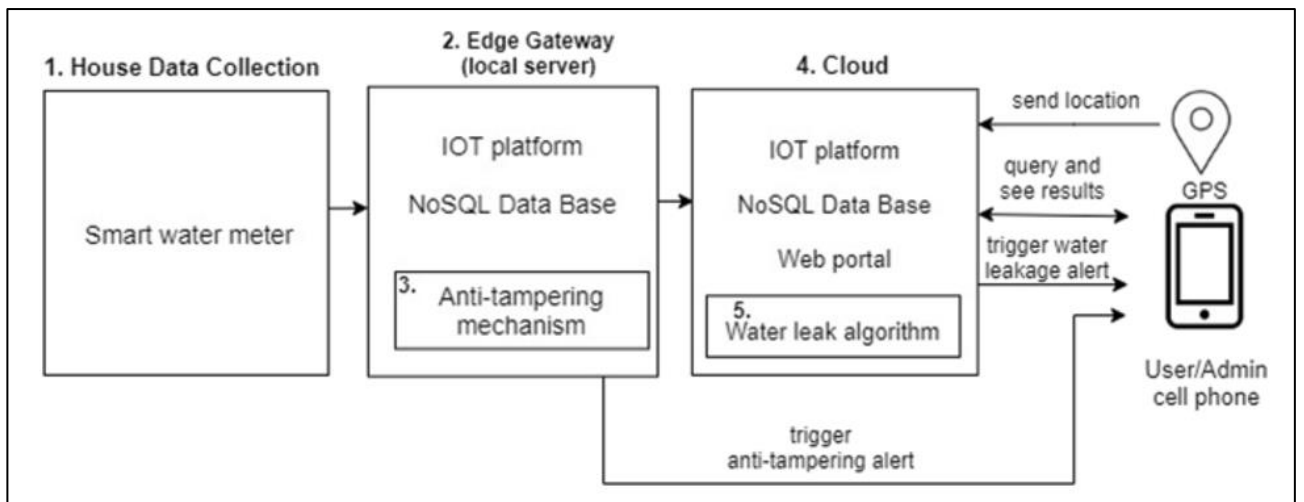 1. House Data Collection
Smart water meter
2. Edge Gateway
(local server)
IOT platform
NoSQL Data Base
3.
Anti-tampering
mechanism
4. Cloud
IOT platform
NoSQL Data Base
Web portal
5.
Water leak algorithm
send location
GPS
query and
see results
trigger water
leakage alert
User/Admin
cell phone
trigger
anti-tampering alert